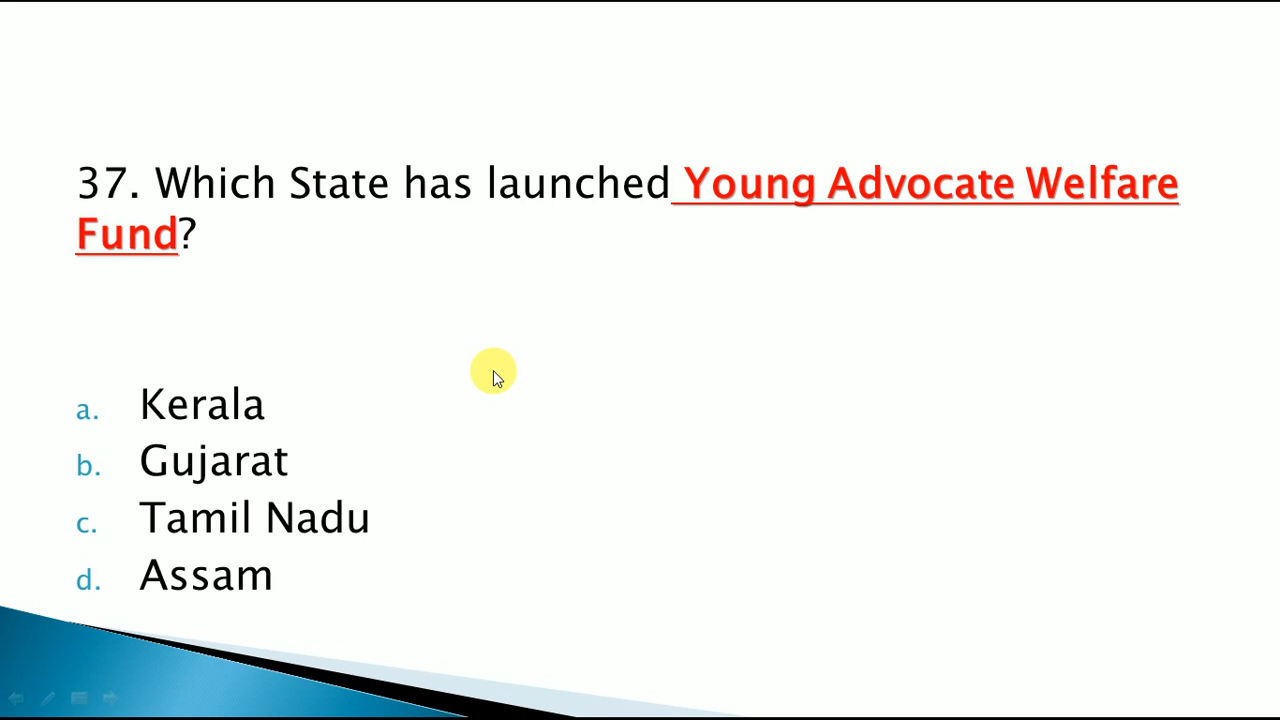 37. Which State has launched Young Advocate Welfare
Fund?
a. Kerala
b. Gujarat
c. Tamil Nadu
d. Assam